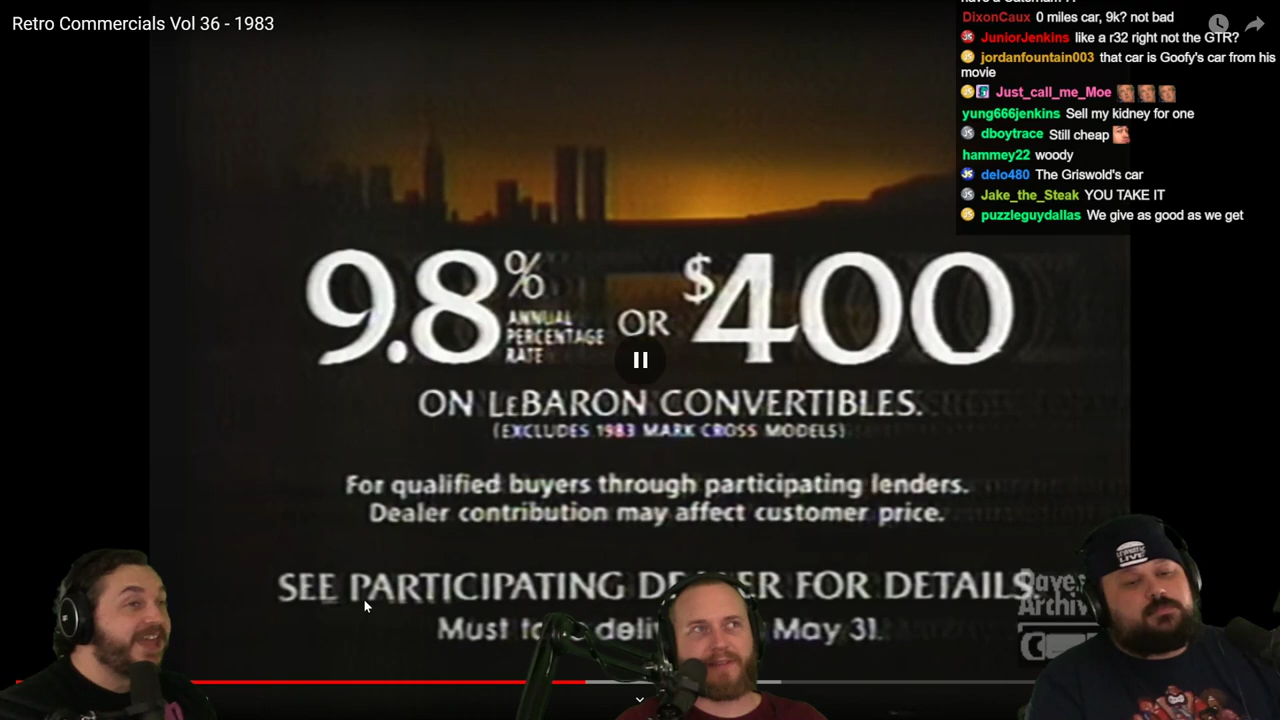 Retro Commercials Vol 36 - 1983
DixonCaux 0 miles car, 9k? not bad
JuniorJenkins like a r32 right not the GTR?
jordanfountain003 that car is Goofy's car from his
movie
Just_call_me_Moe
yung666jenkins Sell my kidney for one
dboytrace Still cheap
hammey22 woody
delo480 The Griswold's car
Jake_the_Steak YOU TAKE IT
puzzleguydallas We give as good as we get
9.8%
ANNUAL
PERCENTAGE
RATE
OR $400
ON LEBARON CONVERTIBLES.
(EXCLUDES 1983 MARK CROSS MODELS)
For qualified buyers through participating lenders.
Dealer contribution may affect customer price.
SEE PARTICIPATING FOR DETAILS.
Must May 31.
Dave's
LIVE